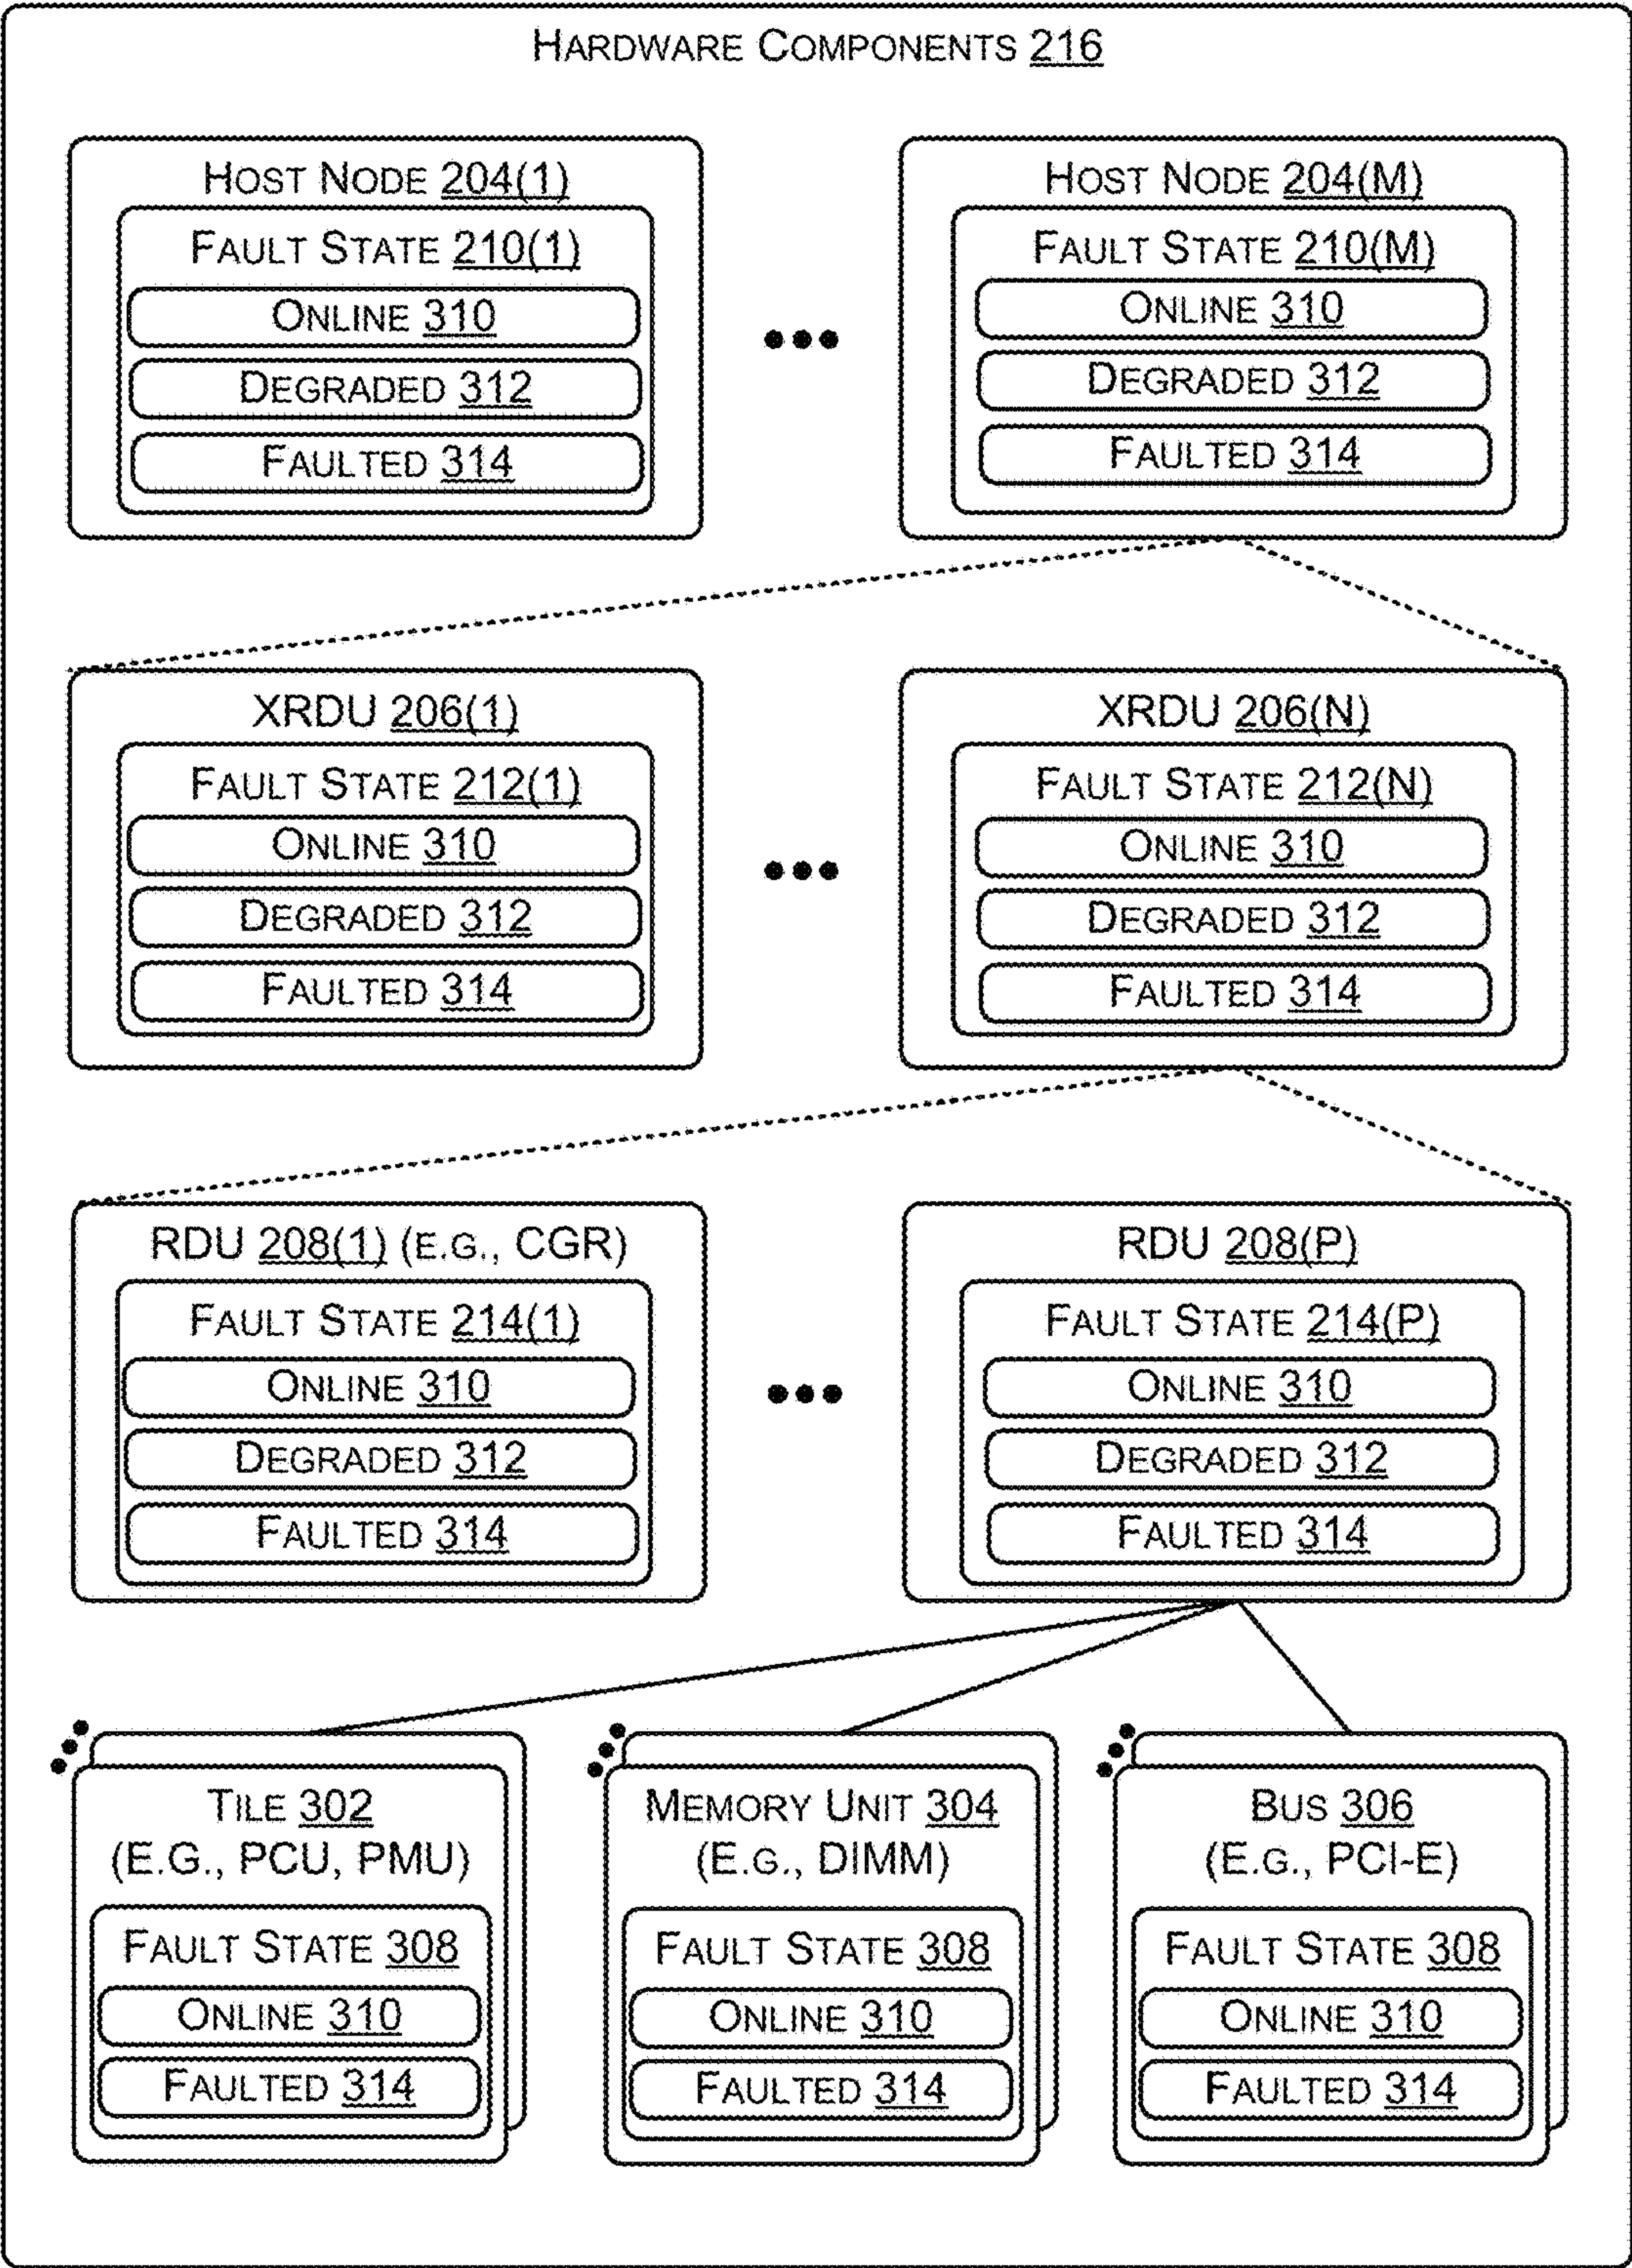 HARDWARE COMPONENTS 216
HOST NODE 204(1)
FAULT STATE 210(1)
ONLINE 310
DEGRADED 312
FAULTED 314
HOST NODE 204(M)
FAULT STATE 210(M)
ONLINE 310
DEGRADED 312
FAULTED 314
XRDU 206(1)
FAULT STATE 212(1)
ONLINE 310
DEGRADED 312
FAULTED 314
XRDU 206(N)
FAULT STATE 212(N)
ONLINE 310
DEGRADED 312
FAULTED 314
RDU 208(1) (E.G., CGR)
FAULT STATE 214(1)
ONLINE 310
DEGRADED 312
FAULTED 314
RDU 208(P)
FAULT STATE 214(P)
ONLINE 310
DEGRADED 312
FAULTED 314
TILE 302
(E.G., PCU, PMU)
FAULT STATE 308
ONLINE 310
FAULTED 314
MEMORY UNIT 304
(E.G., DIMM)
FAULT STATE 308
ONLINE 310
FAULTED 314
BUS 306
(E.G., PCI-E)
FAULT STATE 308
ONLINE 310
FAULTED 314